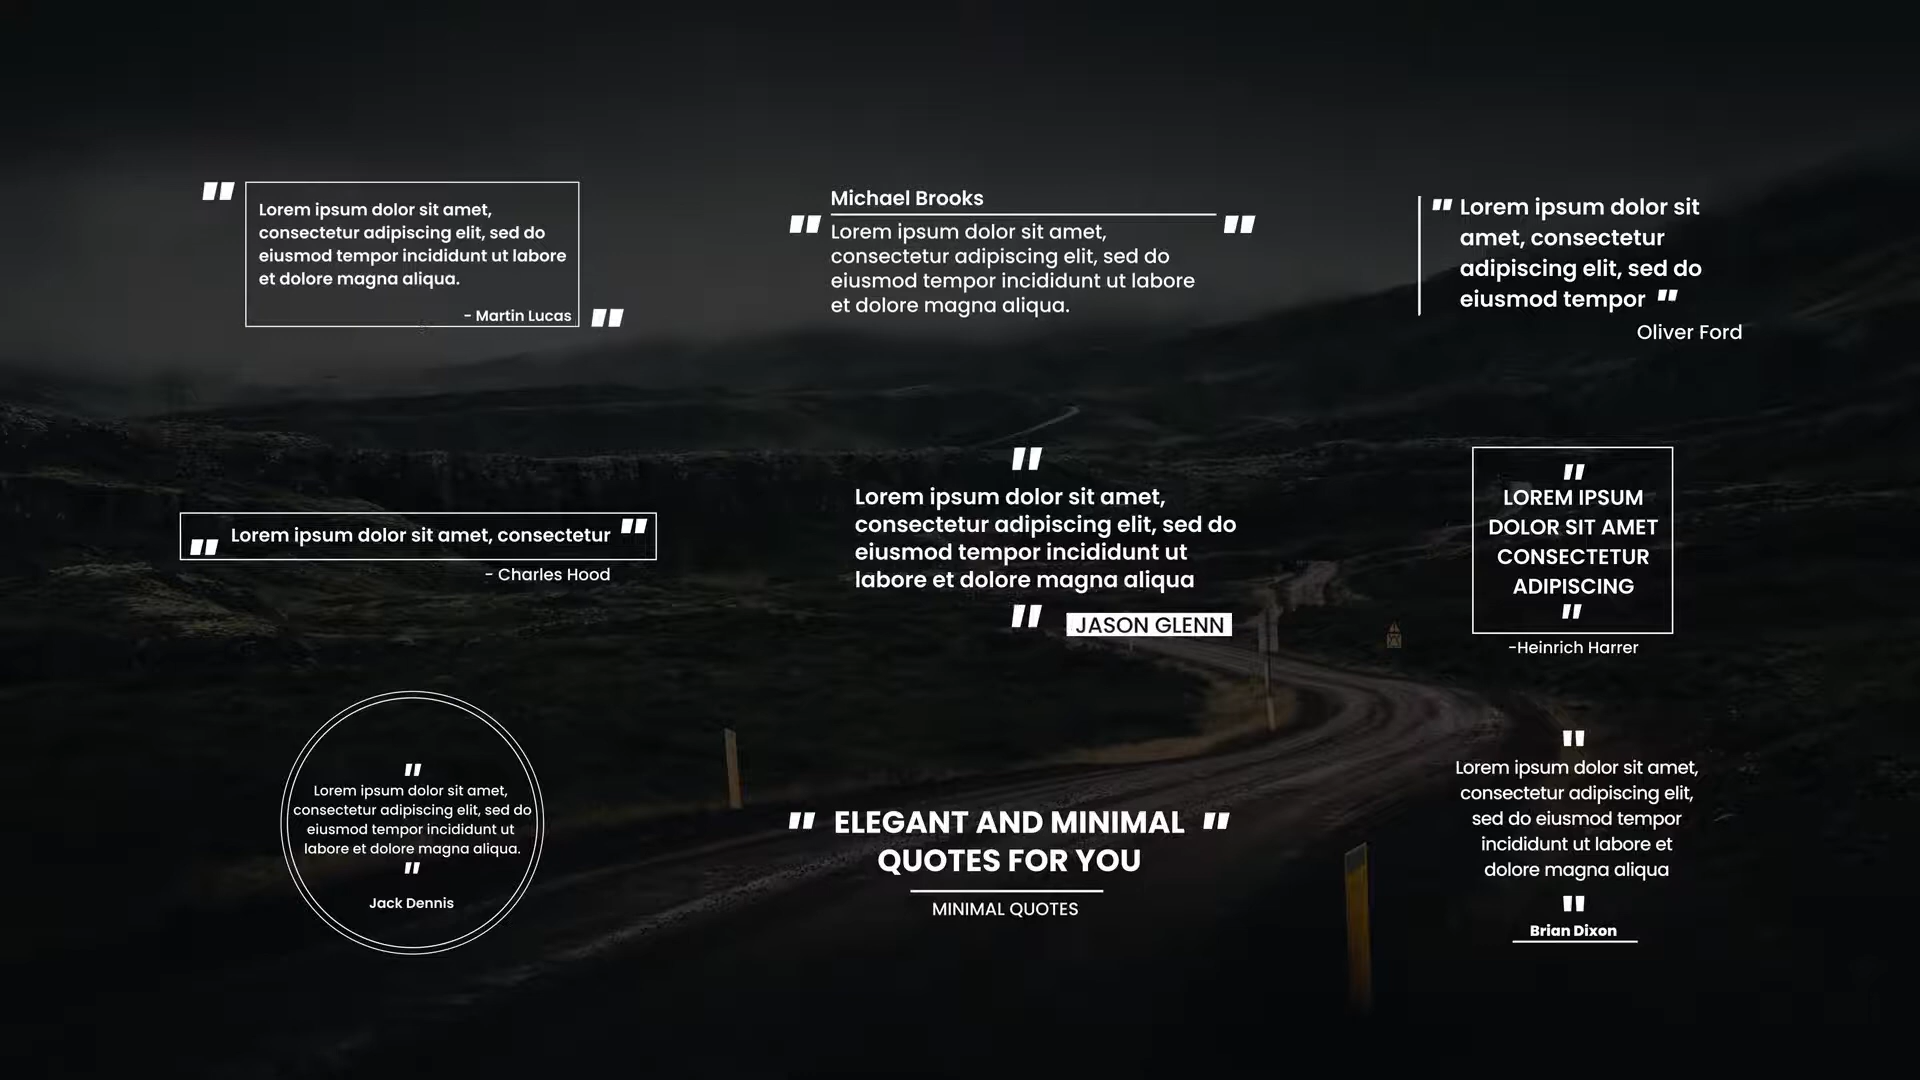 "
Lorem ipsum dolor sit amet,
consectetur adipiscing elit, sed do
eiusmod tempor incididunt ut labore
et dolore magna aliqua.
- Martin Lucas
"
Michael Brooks
" Lorem ipsum dolor sit amet, "
consectetur adipiscing elit, sed do
eiusmod tempor incididunt ut labore
et dolore magna aliqua.
" Lorem ipsum dolor sit
amet, consectetur
adipiscing elit, sed do
eiusmod tempor "
Oliver Ford
" Lorem ipsum dolor sit amet, consectetur "
- Charles Hood
"
Lorem ipsum dolor sit amet,
consectetur adipiscing elit, sed do
eiusmod tempor incididunt ut
labore et dolore magna aliqua
"
JASON GLENN
"
LOREM IPSUM
DOLOR SIT AMET
CONSECTETUR
ADIPISCING
"
-Heinrich Harrer
"
Lorem ipsum dolor sit amet,
consectetur adipiscing elit, sed do
eiusmod tempor incididunt ut
labore et dolore magna aliqua.
"
Jack Dennis
" ELEGANT AND MINIMAL "
QUOTES FOR YOU
MINIMAL QUOTES
"
Lorem ipsum dolor sit amet,
consectetur adipiscing elit,
sed do eiusmod tempor
incididunt ut labore et
dolore magna aliqua
"
Brian Dixon